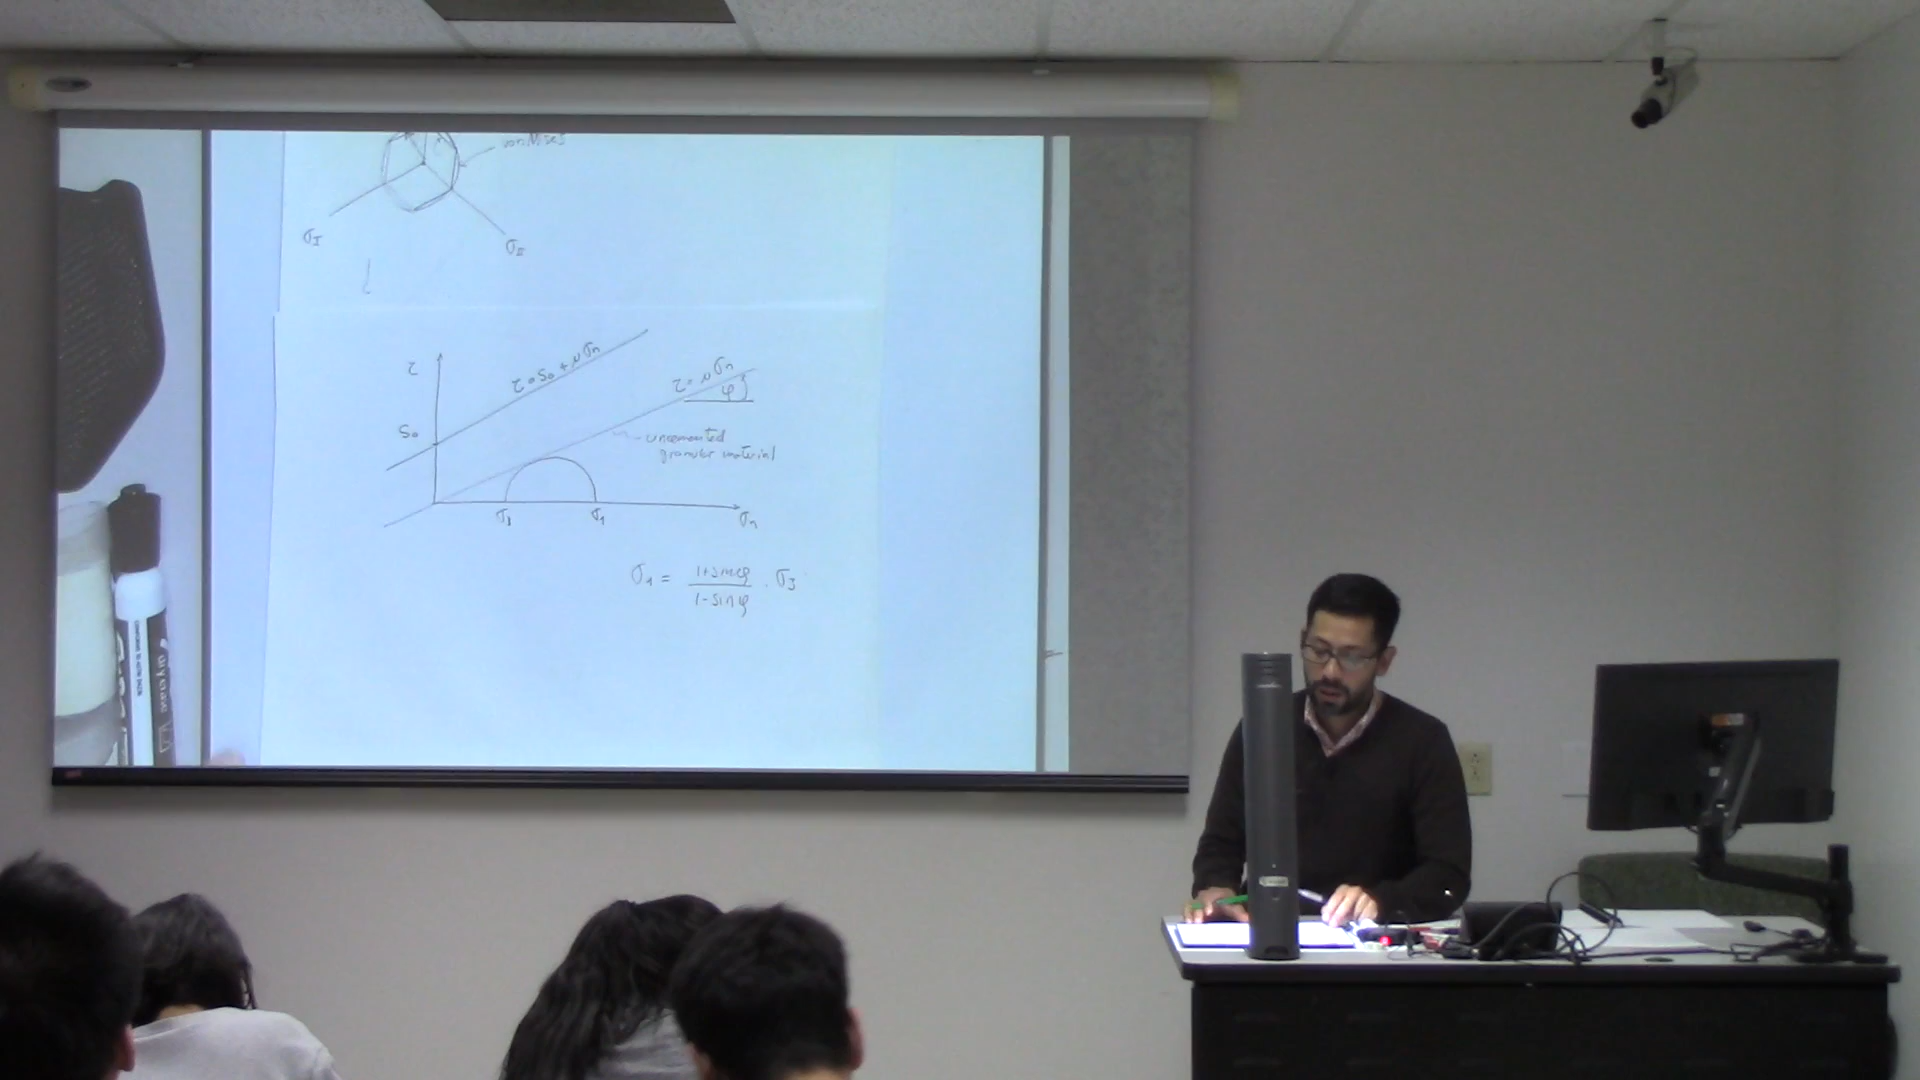 von Mises
σI
σII
τ
τ = S₀ + μσn
τ = μσn
φ
S₀
uncemented
granular material
σ3
σ1
σn
σ1 = (1+sinφ)/(1-sinφ) · σ3